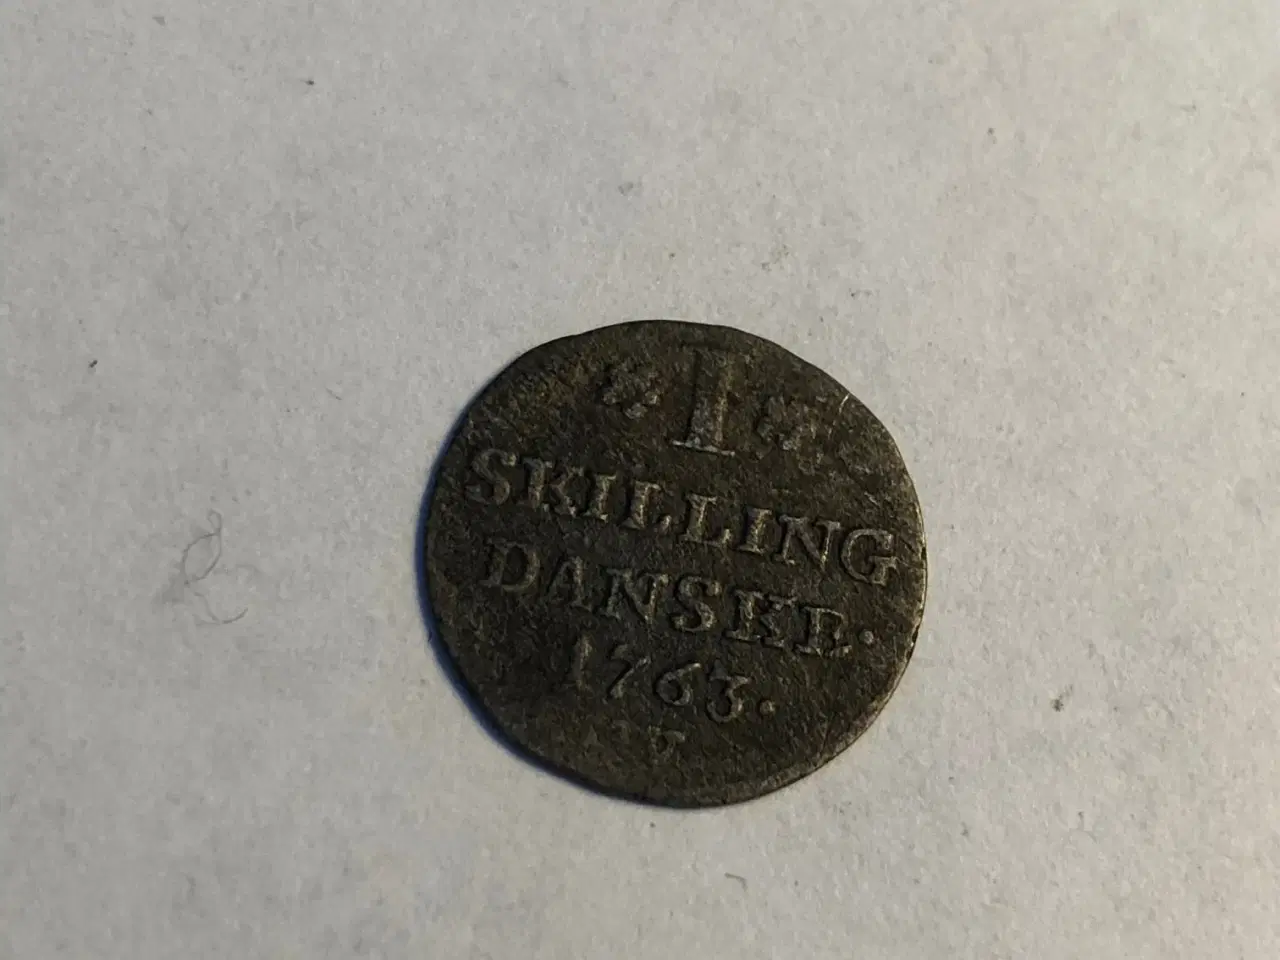 1
SKILLING
DANSKE·
1763·